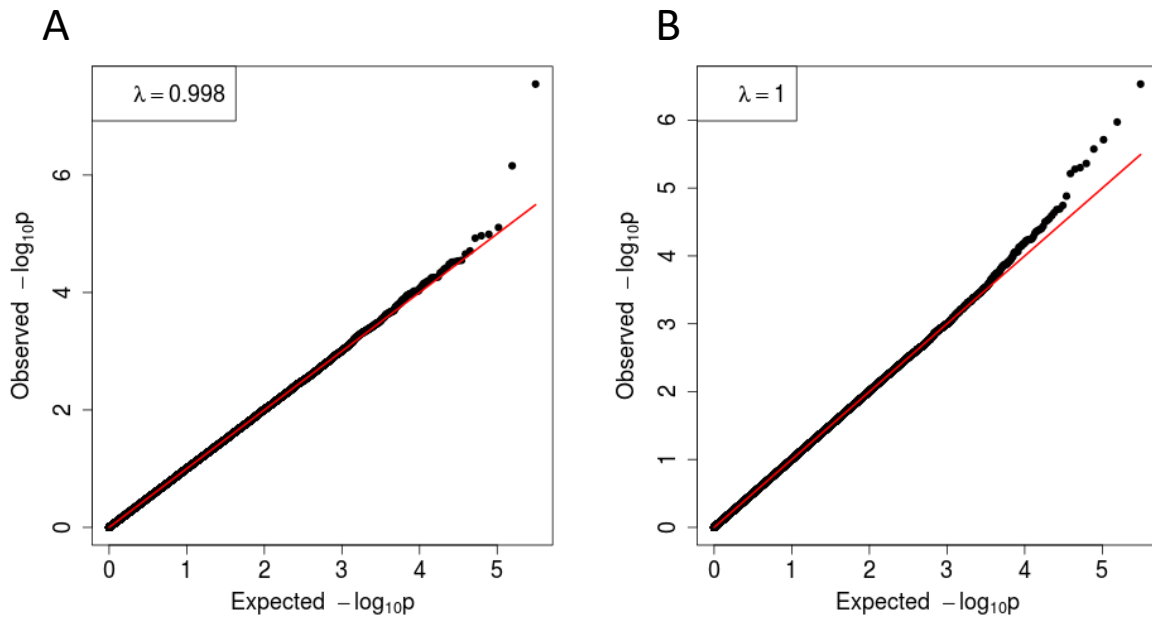 A
λ = 0.998
Observed −log₁₀p
6
4
2
0
0 1 2 3 4 5
Expected −log₁₀p
B
λ = 1
Observed −log₁₀p
6
5
4
3
2
1
0
0 1 2 3 4 5
Expected −log₁₀p